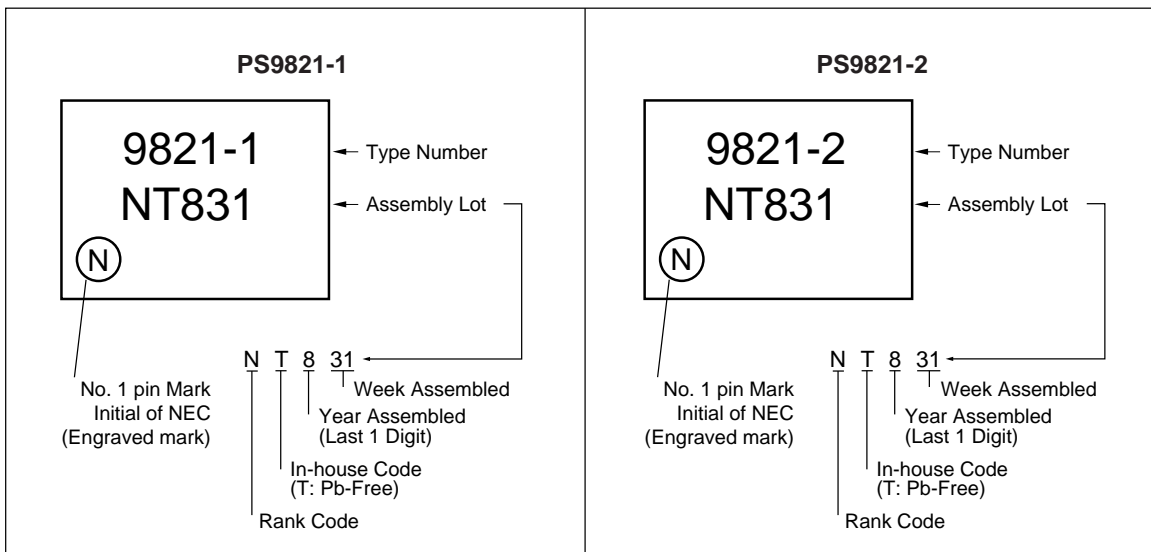 PS9821-1
9821-1
Type Number
NT831
Assembly Lot
N
N T 8 31
No. 1 pin Mark
Initial of NEC
(Engraved mark)
Week Assembled
Year Assembled
(Last 1 Digit)
In-house Code
(T: Pb-Free)
Rank Code
PS9821-2
9821-2
Type Number
NT831
Assembly Lot
N
N T 8 31
No. 1 pin Mark
Initial of NEC
(Engraved mark)
Week Assembled
Year Assembled
(Last 1 Digit)
In-house Code
(T: Pb-Free)
Rank Code